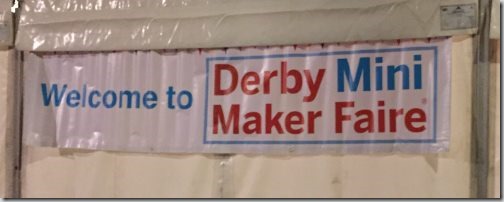 Welcome to
Derby Mini
Maker Faire